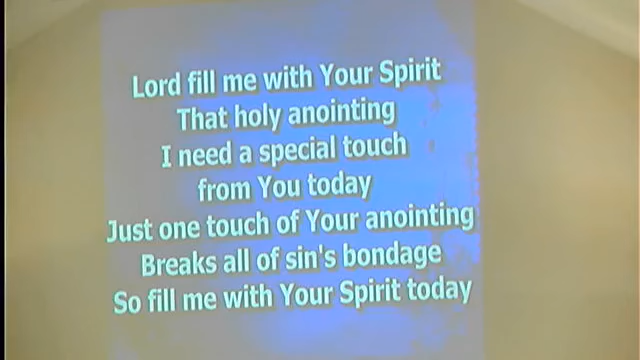 Lord fill me with Your Spirit
That holy anointing
I need a special touch
from You today
Just one touch of Your anointing
Breaks all of sin's bondage
So fill me with Your Spirit today